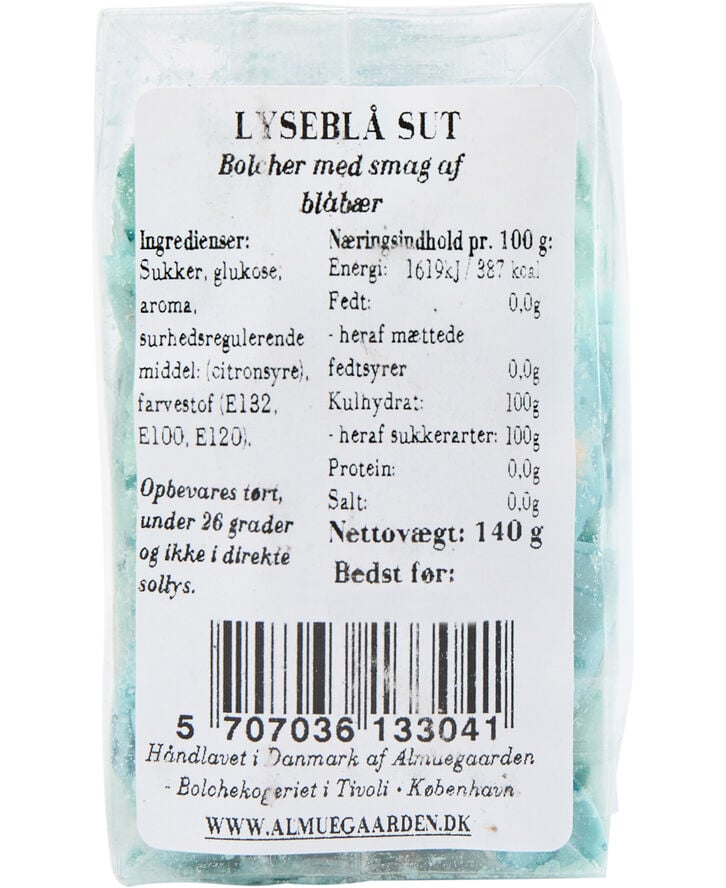 LYSEBLÅ SUT
Bolcher med smag af
blåbær
Ingredienser:
Sukker, glukose,
aroma,
surhedsregulerende
middel: (citronsyre),
farvestof (E132,
E100, E120).
Opbevares tørt,
under 26 grader
og ikke i direkte
sollys.
Næringsindhold pr. 100 g:
Energi: 1619kJ / 387 kcal
Fedt: 0,0g
- heraf mættede
fedtsyrer 0,0g
Kulhydrat: 100g
- heraf sukkerarter: 100g
Protein: 0,0g
Salt: 0,0g
Nettovægt: 140 g
Bedst før:
5 707036 133041
Håndlavet i Danmark af Almuegaarden
- Bolchekogeriet i Tivoli • København
WWW.ALMUEGAARDEN.DK